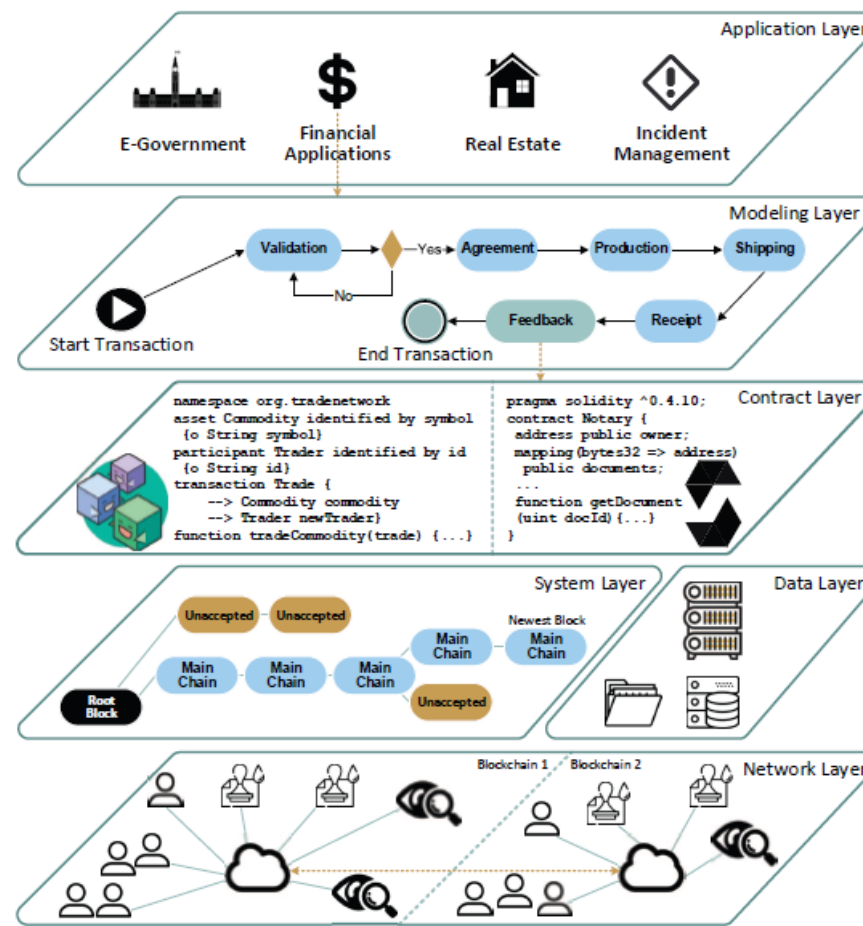 Application Layer
E-Government
Financial
Applications
Real Estate
Incident
Management
Modeling Layer
Validation
Yes
Agreement
Production
Shipping
No
Start Transaction
End Transaction
Feedback
Receipt
Contract Layer
namespace org.tradenetwork
asset Commodity identified by symbol
{o String symbol}
participant Trader identified by id
{o String id}
transaction Trade {
--> Commodity commodity
--> Trader newTrader}
function tradeCommodity(trade) {...}
pragma solidity ^0.4.10;
contract Notary {
address public owner;
mapping(bytes32 => address)
public documents;
...
function getDocument
(uint docId){...}
}
System Layer
Unaccepted
Unaccepted
Newest Block
Main
Chain
Main
Chain
Main
Chain
Main
Chain
Main
Chain
Root
Block
Unaccepted
Data Layer
Blockchain 1
Blockchain 2
Network Layer